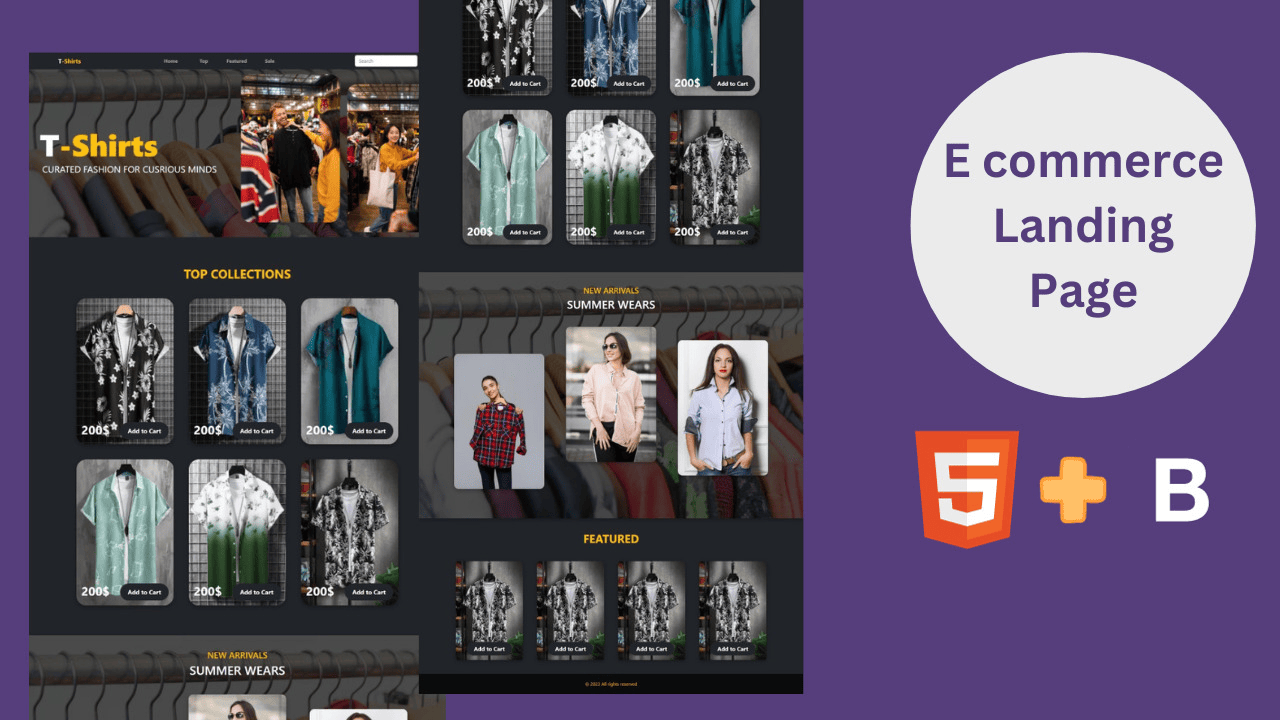 T-Shirts
Home Top Featured Sale
Search
T-Shirts
CURATED FASHION FOR CUSRIOUS MINDS
TOP COLLECTIONS
200$ Add to Cart 200$ Add to Cart 200$ Add to Cart
200$ Add to Cart 200$ Add to Cart 200$ Add to Cart
NEW ARRIVALS
SUMMER WEARS
200$ Add to Cart 200$ Add to Cart 200$ Add to Cart
200$ Add to Cart 200$ Add to Cart 200$ Add to Cart
NEW ARRIVALS
SUMMER WEARS
FEATURED
Add to Cart Add to Cart Add to Cart Add to Cart
All rights reserved
E commerce
Landing
Page
5
B